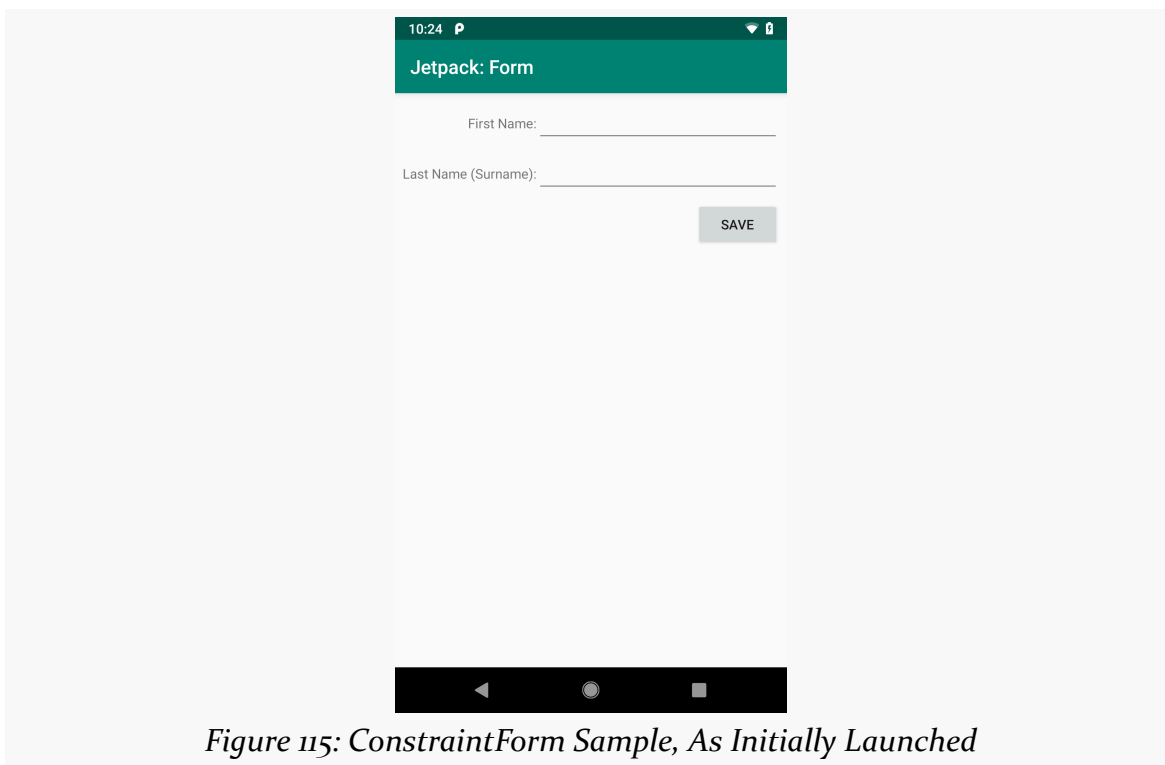 10:24
Jetpack: Form
First Name:
Last Name (Surname):
SAVE
Figure 115: ConstraintForm Sample, As Initially Launched